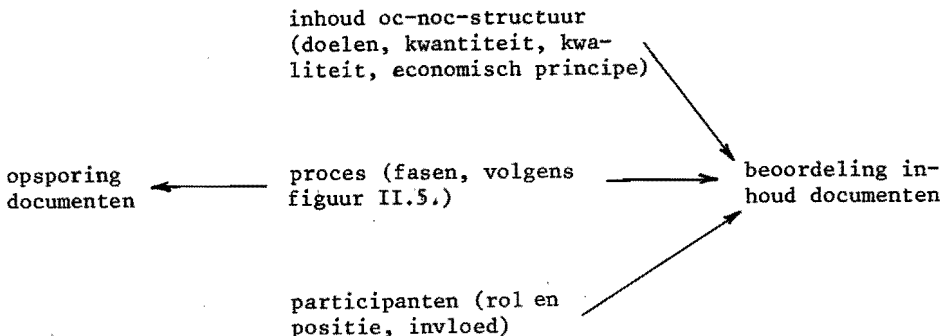 inhoud oc-noc-structuur
(doelen, kwantiteit, kwa-
liteit, economisch principe)
opsporing
documenten
proces (fasen, volgens
figuur II.5.)
beoordeling in-
houd documenten
participanten (rol en
positie, invloed)